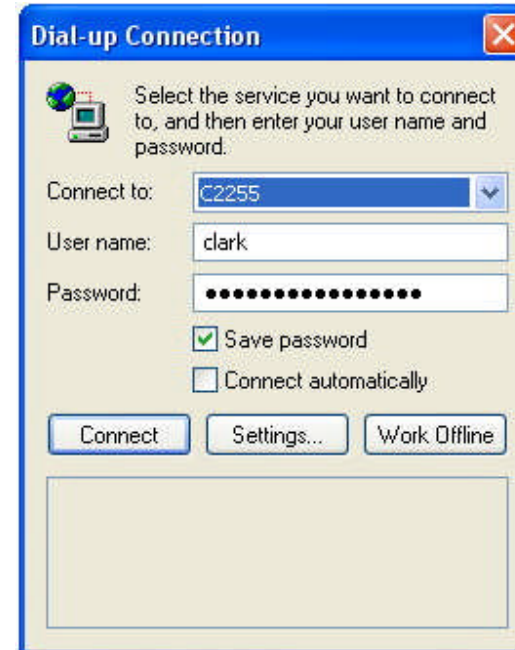 Dial-up Connection
Select the service you want to connect
to, and then enter your user name and
password.
Connect to: C2255
User name: clark
Password: ●●●●●●●●●●●●●●●●
Save password
Connect automatically
Connect Settings... Work Offline